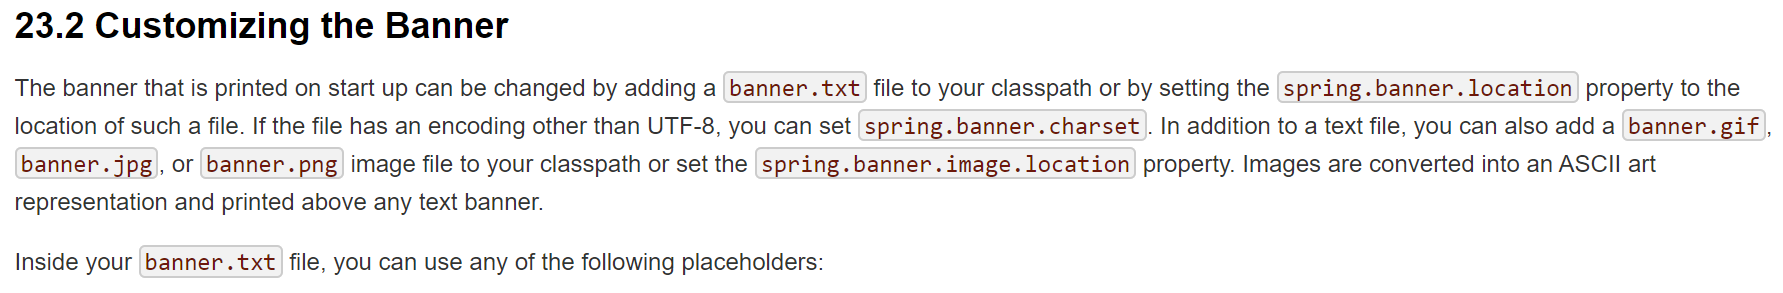 23.2 Customizing the Banner
The banner that is printed on start up can be changed by adding a banner.txt file to your classpath or by setting the spring.banner.location property to the
location of such a file. If the file has an encoding other than UTF-8, you can set spring.banner.charset. In addition to a text file, you can also add a banner.gif,
banner.jpg, or banner.png image file to your classpath or set the spring.banner.image.location property. Images are converted into an ASCII art
representation and printed above any text banner.
Inside your banner.txt file, you can use any of the following placeholders: